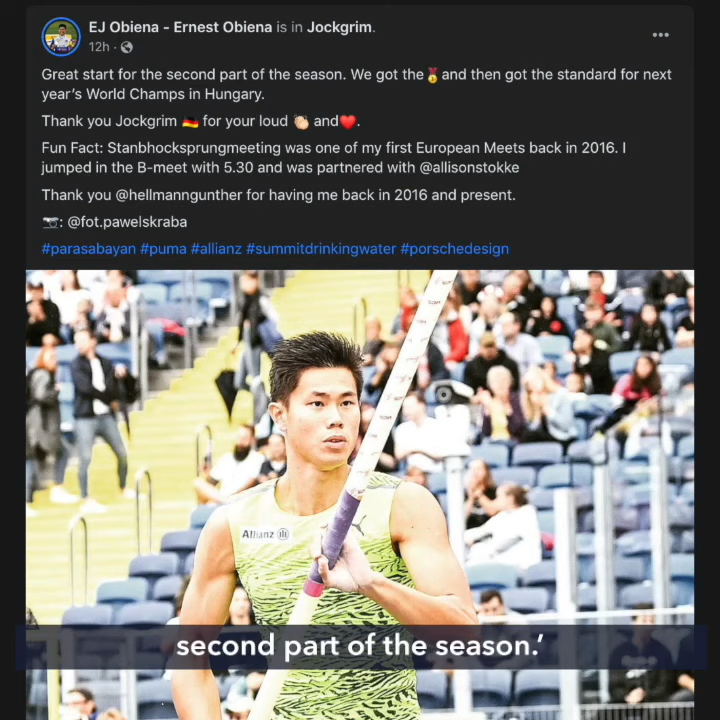 EJ Obiena - Ernest Obiena is in Jockgrim.
12h ·
Great start for the second part of the season. We got the🏅and then got the standard for next
year's World Champs in Hungary.
Thank you Jockgrim 🇩🇪 for your loud 👏🏻 and❤️.
Fun Fact: Stanbhocksprungmeeting was one of my first European Meets back in 2016. I
jumped in the B-meet with 5.30 and was partnered with @allisonstokke
Thank you @hellmanngunther for having me back in 2016 and present.
📷: @fot.pawelskraba
#parasabayan #puma #allianz #summitdrinkingwater #porschedesign
Allianz
second part of the season.'